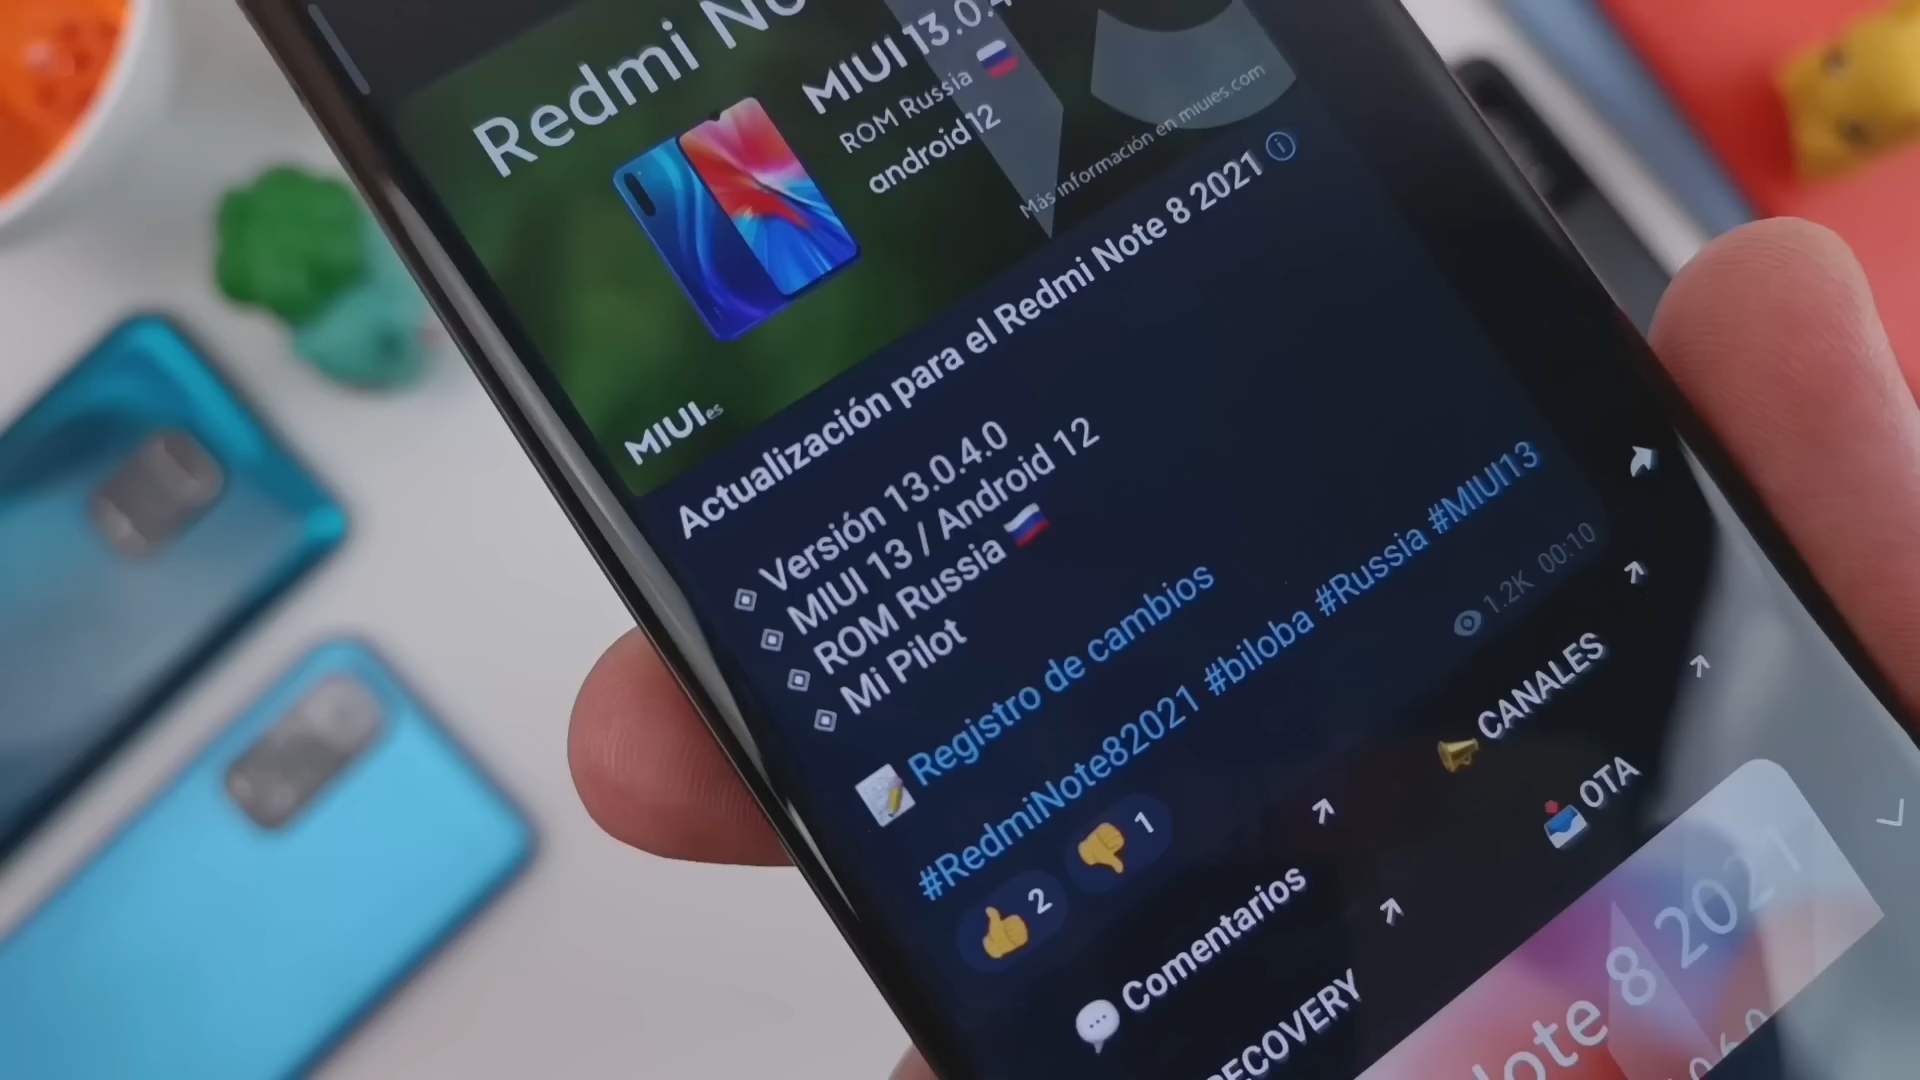 Redmi No
MIUI 13.0.4
ROM Russia
android12
Más información en miuies.com
MIUI.es
Actualización para el Redmi Note 8 2021
Versión 13.0.4.0
MIUI 13 / Android 12
ROM Russia
Mi Pilot
Registro de cambios
#RedmiNote82021 #biloba #Russia #MIUI13
1.2K 00:10
2
1
Comentarios
CANALES
RECOVERY
OTA
Note 8 2021